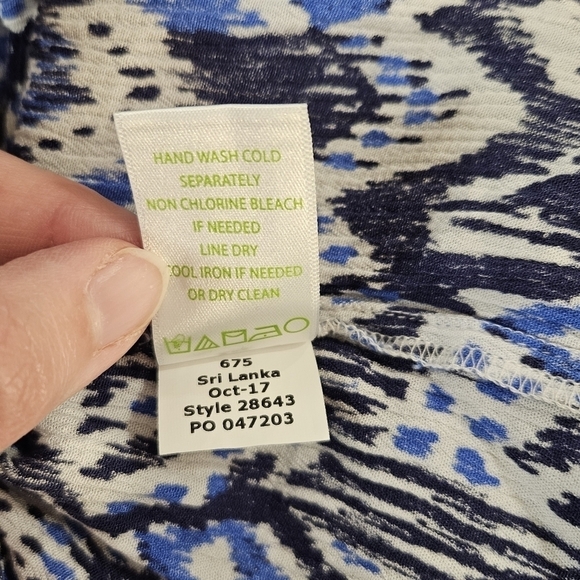 HAND WASH COLD
SEPARATELY
NON CHLORINE BLEACH
IF NEEDED
LINE DRY
COOL IRON IF NEEDED
OR DRY CLEAN
675
Sri Lanka
Oct-17
Style 28643
PO 047203